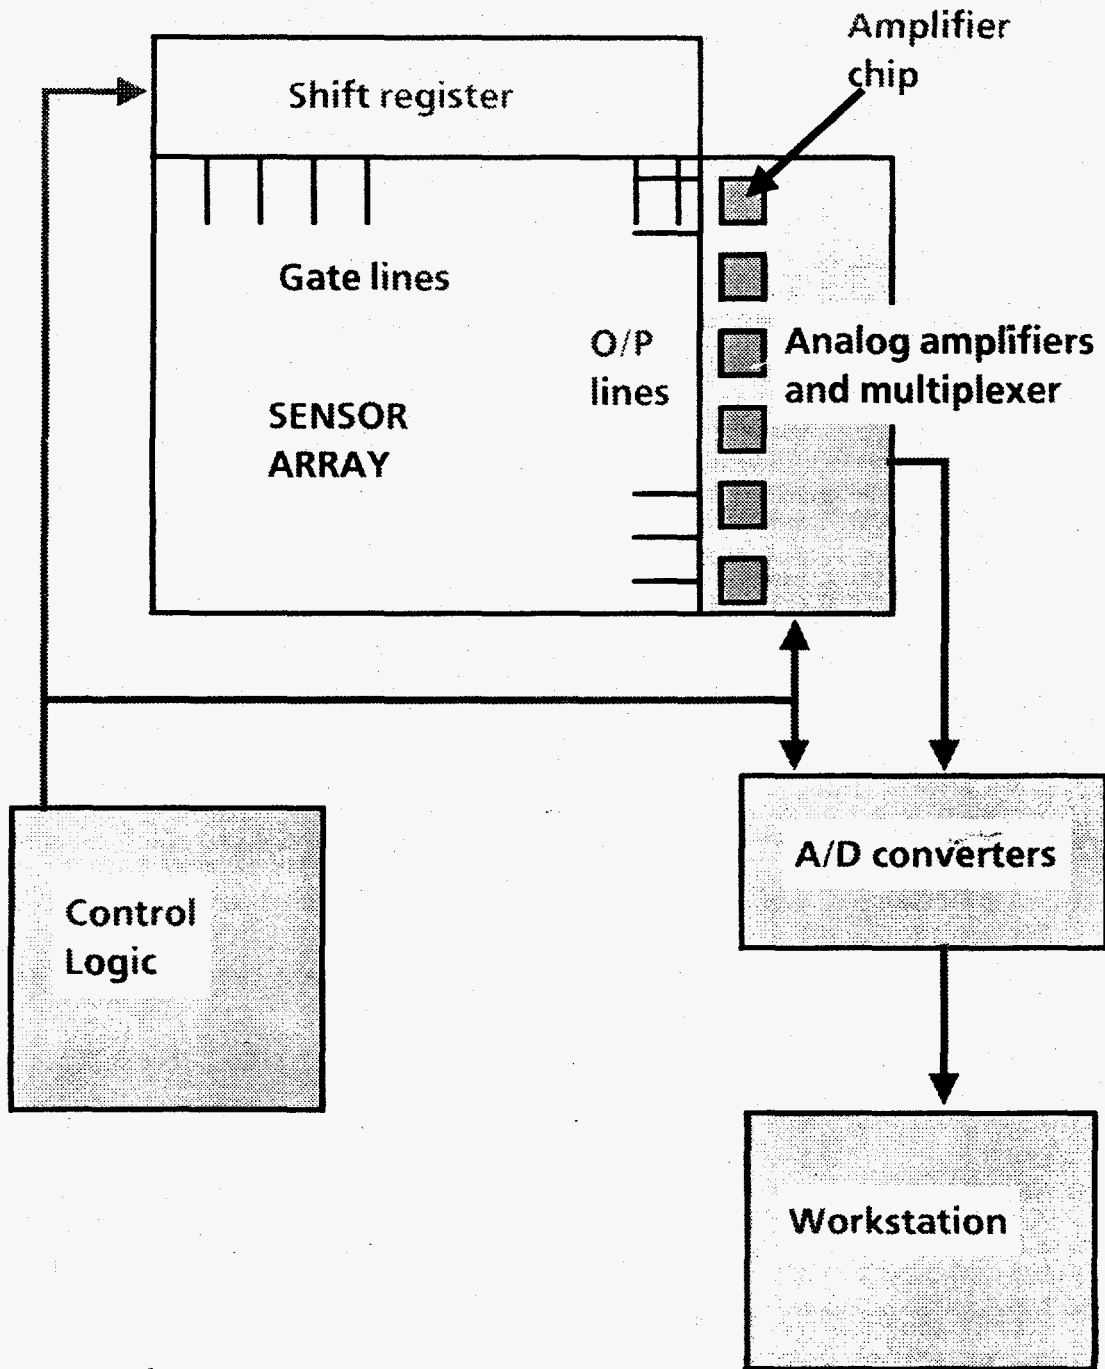 Amplifier
chip
Shift register
Gate lines
O/P
lines
Analog amplifiers
and multiplexer
SENSOR
ARRAY
A/D converters
Control
Logic
Workstation